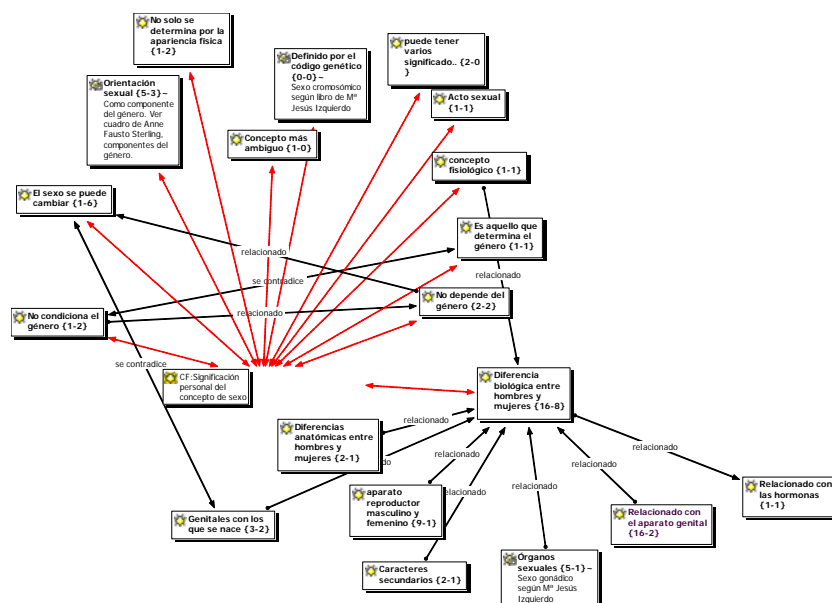 No solo se
determina por la
apariencia física
{1-2}
puede tener
varios
significado.. {2-0
}
Definido por el
código genético
{0-0}~
Sexo cromosómico
según libro de Mª
Jesús Izquierdo
Orientación
sexual {5-3}~
Como componente
del género. Ver
cuadro de Anne
Fausto Sterling,
componentes del
género.
Acto sexual
{1-1}
Concepto más
ambiguo {1-0}
concepto
fisiológico {1-1}
El sexo se puede
cambiar {1-6}
Es aquello que
determina el
género {1-1}
relacionado
relacionado
se contradice
No depende del
género {2-2}
No condiciona el
género {1-2}
relacionado
se contradice
CF:Significación
personal del
concepto de sexo
Diferencia
biológica entre
hombres y
mujeres {16-8}
Diferencias
anatómicas entre
hombres y
mujeres {2-1}
relacionado
relacionado
relacionado
relacionado
relacionado
elacionado
do
Relacionado con
las hormonas
{1-1}
aparato
reproductor
masculino y
femenino {9-1}
Relacionado con
el aparato genital
{16-2}
Genitales con los
que se nace {3-2}
Caracteres
secundarios {2-1}
Órganos
sexuales {5-1}~
Sexo gonádico
según Mª Jesús
Izquierdo